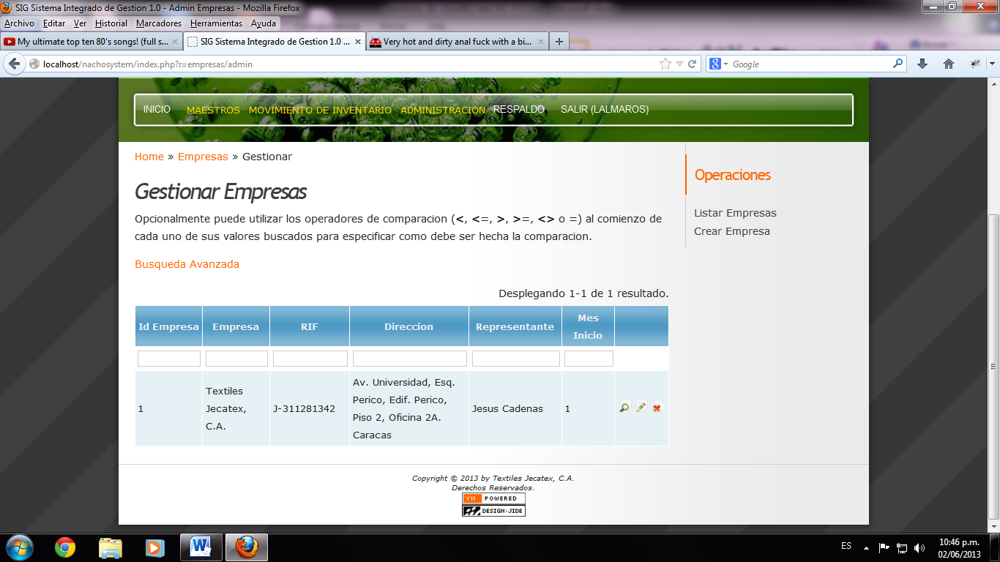 SIG Sistema Integrado de Gestion 1.0 - Admin Empresas - Mozilla Firefox
Archivo Editar Ver Historial Marcadores Herramientas Ayuda
My ultimate top ten 80's songs! (full s... SIG Sistema Integrado de Gestion 1.0 ... Very hot and dirty anal fuck with a bi...
localhost/nachosystem/index.php?r=empresas/admin Google
INICIO MAESTROS MOVIMIENTO DE INVENTARIO ADMINISTRACION RESPALDO SALIR (LALMAROS)
Home » Empresas » Gestionar
Operaciones
Listar Empresas
Crear Empresa
Gestionar Empresas
Opcionalmente puede utilizar los operadores de comparacion (<, <=, >, >=, <> o =) al comienzo de
cada uno de sus valores buscados para especificar como debe ser hecha la comparacion.
Busqueda Avanzada
Desplegando 1-1 de 1 resultado.
Id Empresa Empresa RIF Direccion Representante Mes Inicio
1 Textiles Jecatex, C.A. J-311281342 Av. Universidad, Esq. Perico, Edif. Perico, Piso 2, Oficina 2A. Caracas Jesus Cadenas 1
Copyright © 2013 by Textiles Jecatex, C.A.
Derechos Reservados.
YII POWERED
DESIGN:JIDE
ES 10:46 p.m.
02/06/2013